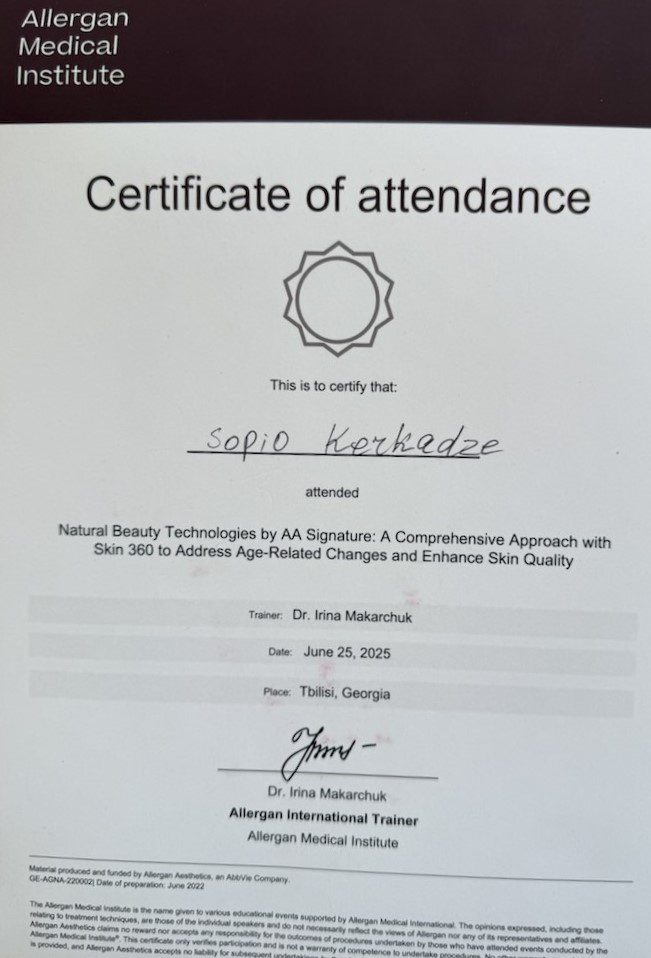 Allergan
Medical
Institute
Certificate of attendance
This is to certify that:
Sopio Kerkadze
attended
Natural Beauty Technologies by AA Signature: A Comprehensive Approach with
Skin 360 to Address Age-Related Changes and Enhance Skin Quality
Trainer: Dr. Irina Makarchuk
Date: June 25, 2025
Place: Tbilisi, Georgia
Dr. Irina Makarchuk
Allergan International Trainer
Allergan Medical Institute
Material produced and funded by Allergan Aesthetics, an AbbVie Company.
GE-AGNA-220002| Date of preparation: June 2022
The Allergan Medical Institute is the name given to various educational events supported by Allergan Medical International. The opinions expressed, including those
relating to treatment techniques, are those of the individual speakers and do not necessarily reflect the views of Allergan nor any of its representatives and affiliates.
Allergan Aesthetics claims no reward nor accepts any responsibility for the outcomes of procedures undertaken by those who have attended events conducted by the
Allergan Medical Institute®. This certificate only verifies participation and is not a warranty of competence to undertake procedures. No
is provided, and Allergan Aesthetics accepts no liability for subsequent